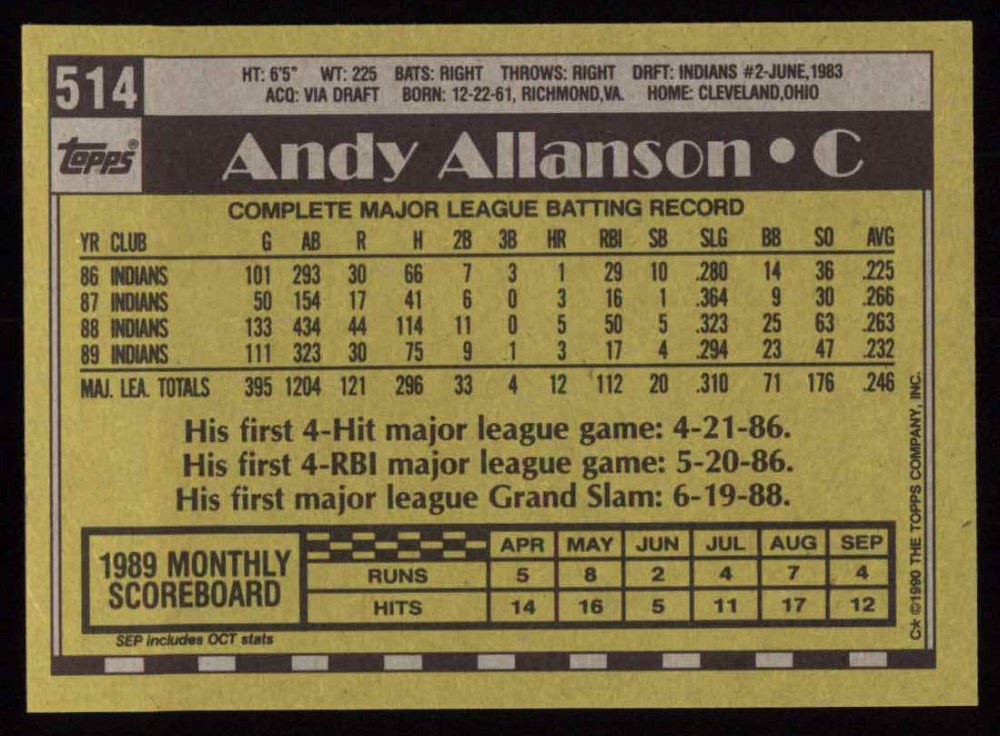 514
HT: 6'5" WT: 225 BATS: RIGHT THROWS: RIGHT DRFT: INDIANS #2-JUNE, 1983
ACQ: VIA DRAFT BORN: 12-22-61, RICHMOND, VA. HOME: CLEVELAND, OHIO
topps®
Andy Allanson • C
COMPLETE MAJOR LEAGUE BATTING RECORD
YR CLUB G AB R H 2B 3B HR RBI SB SLG BB SO AVG
86 INDIANS 101 293 30 66 7 3 1 29 10 .280 14 36 .225
87 INDIANS 50 154 17 41 6 0 3 16 1 .364 9 30 .266
88 INDIANS 133 434 44 114 11 0 5 50 5 .323 25 63 .263
89 INDIANS 111 323 30 75 9 1 3 17 4 .294 23 47 .232
MAJ. LEA. TOTALS 395 1204 121 296 33 4 12 112 20 .310 71 176 .246
His first 4-Hit major league game: 4-21-86.
His first 4-RBI major league game: 5-20-86.
His first major league Grand Slam: 6-19-88.
1989 MONTHLY
SCOREBOARD
APR MAY JUN JUL AUG SEP
RUNS 5 8 2 4 7 4
HITS 14 16 5 11 17 12
SEP includes OCT stats
C* ©1990 THE TOPPS COMPANY, INC.